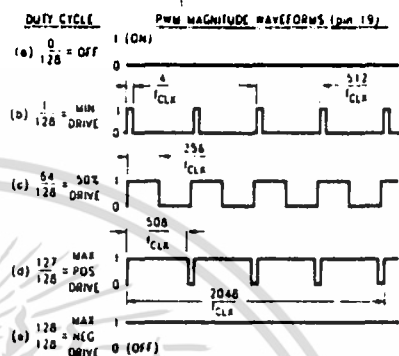 DUTY CYCLE PWM MAGNITUDE WAVEFORMS (pin 19)
(a) 0/128 = OFF 1 (ON) 0
4/fCLK 512/fCLK
(b) 1/128 = MIN DRIVE 1 0
256/fCLK
(c) 64/128 = 50% DRIVE 1 0
508/fCLK
(d) 127/128 = MAX POS DRIVE 1 0
2048/fCLK
(e) 128/128 = MAX NEG DRIVE 1 0 (OFF)